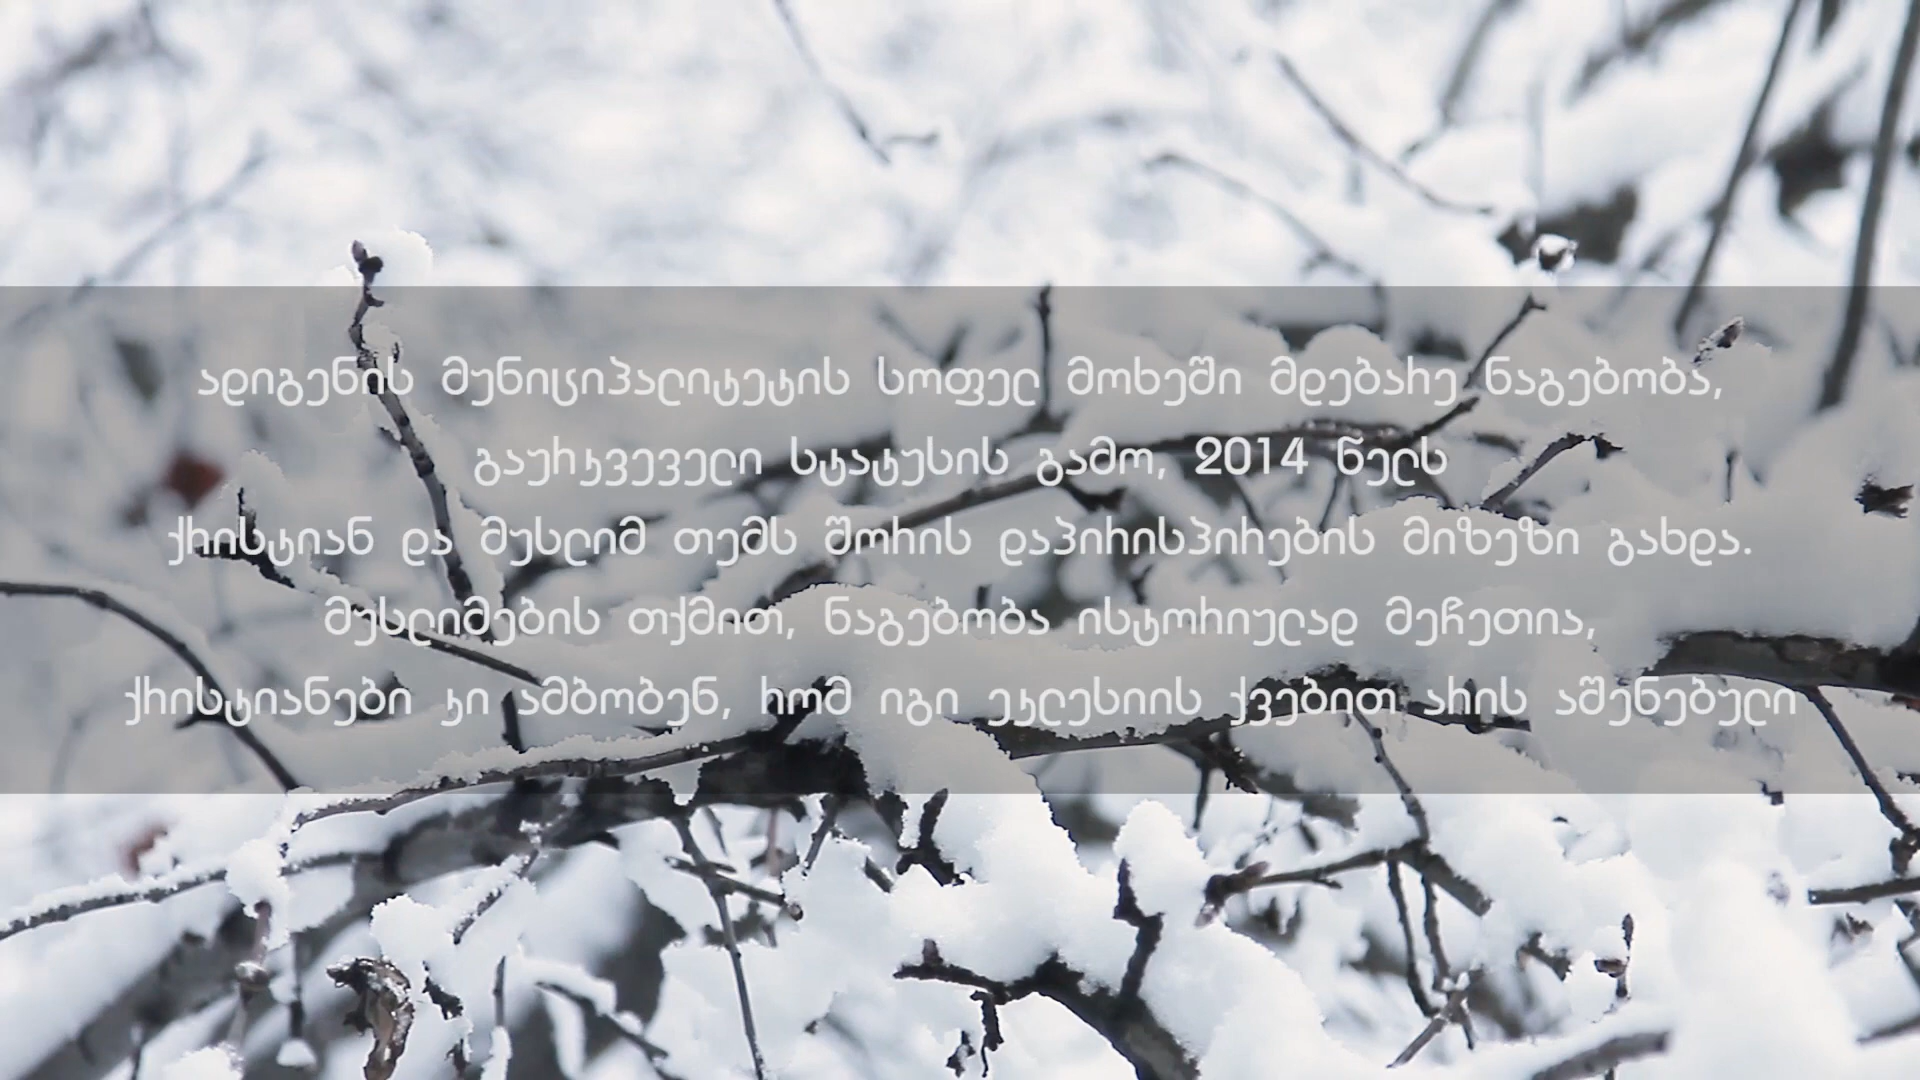 ადიგენის მუნიციპალიტეტის სოფელ მოხეში მდებარე ნაგებობა,
გაურკვეველი სტატუსის გამო, 2014 წელს
ქრისტიან და მუსლიმ თემს შორის დაპირისპირების მიზეზი გახდა.
მუსლიმების თქმით, ნაგებობა ისტორიულად მეჩეთია,
ქრისტიანები კი ამბობენ, რომ იგი ეკლესიის ქვებით არის აშენებული